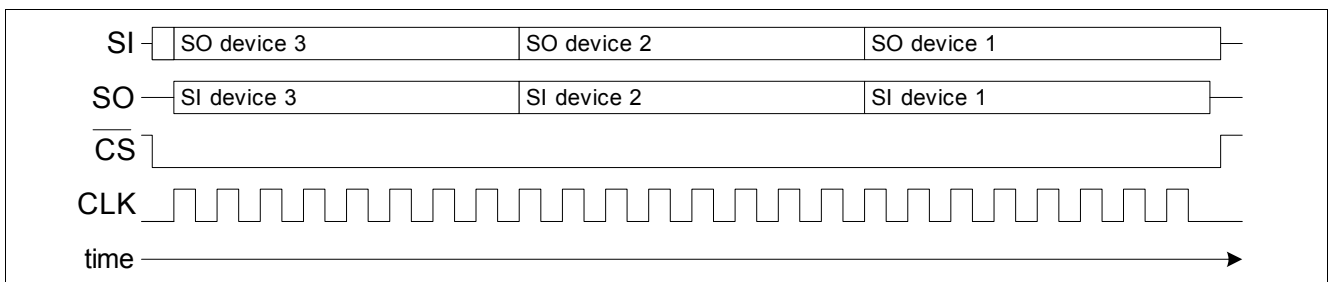 SI SO device 3 SO device 2 SO device 1
SO SI device 3 SI device 2 SI device 1
CS
CLK
time